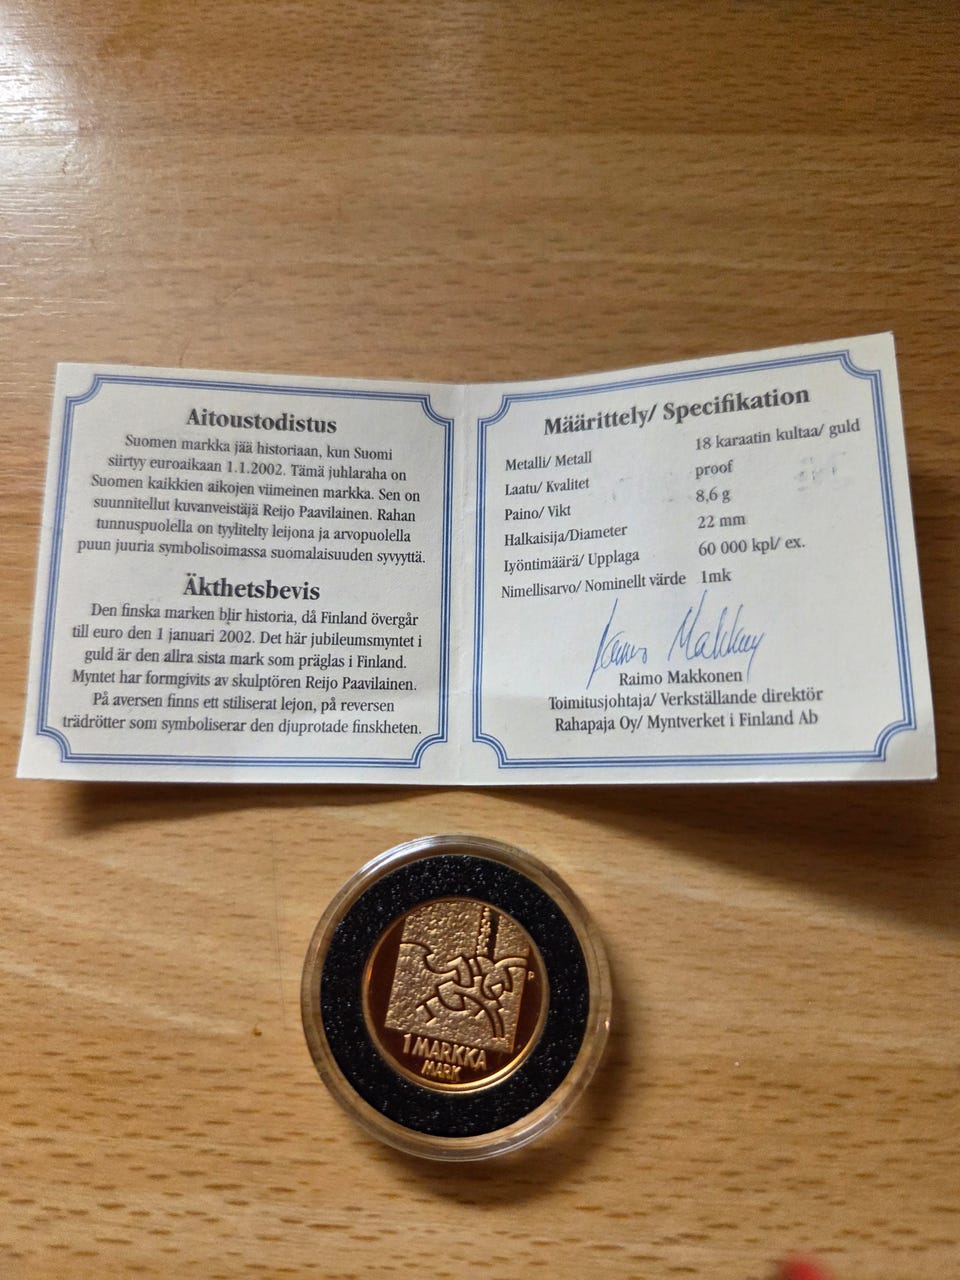 Aitoustodistus
Suomen markka jää historiaan, kun Suomi
siirtyy euroaikaan 1.1.2002. Tämä juhlaraha on
Suomen kaikkien aikojen viimeinen markka. Sen on
suunnitellut kuvanveistäjä Reijo Paavilainen. Rahan
tunnuspuolella on tyylitelty leijona ja arvopuolella
puun juuria symbolisoimassa suomalaisuuden syvyyttä.
Äkthetsbevis
Den finska marken blir historia, då Finland övergår
till euro den 1 januari 2002. Det här jubileumsmyntet i
guld är den allra sista mark som präglas i Finland.
Myntet har formgivits av skulptören Reijo Paavilainen.
På aversen finns ett stiliserat lejon, på reversen
trädrötter som symboliserar den djuprotade finskheten.
Määrittely/ Specifikation
Metalli/ Metall 18 karaatin kultaa/ guld
Laatu/ Kvalitet proof
Paino/ Vikt 8,6 g
Halkaisija/Diameter 22 mm
Lyöntimäärä/ Upplaga 60 000 kpl/ ex.
Nimellisarvo/ Nominellt värde 1mk
Raimo Makkonen
Raimo Makkonen
Toimitusjohtaja/ Verkställande direktör
Rahapaja Oy/ Myntverket i Finland Ab
P
1 MARKKA
MARK